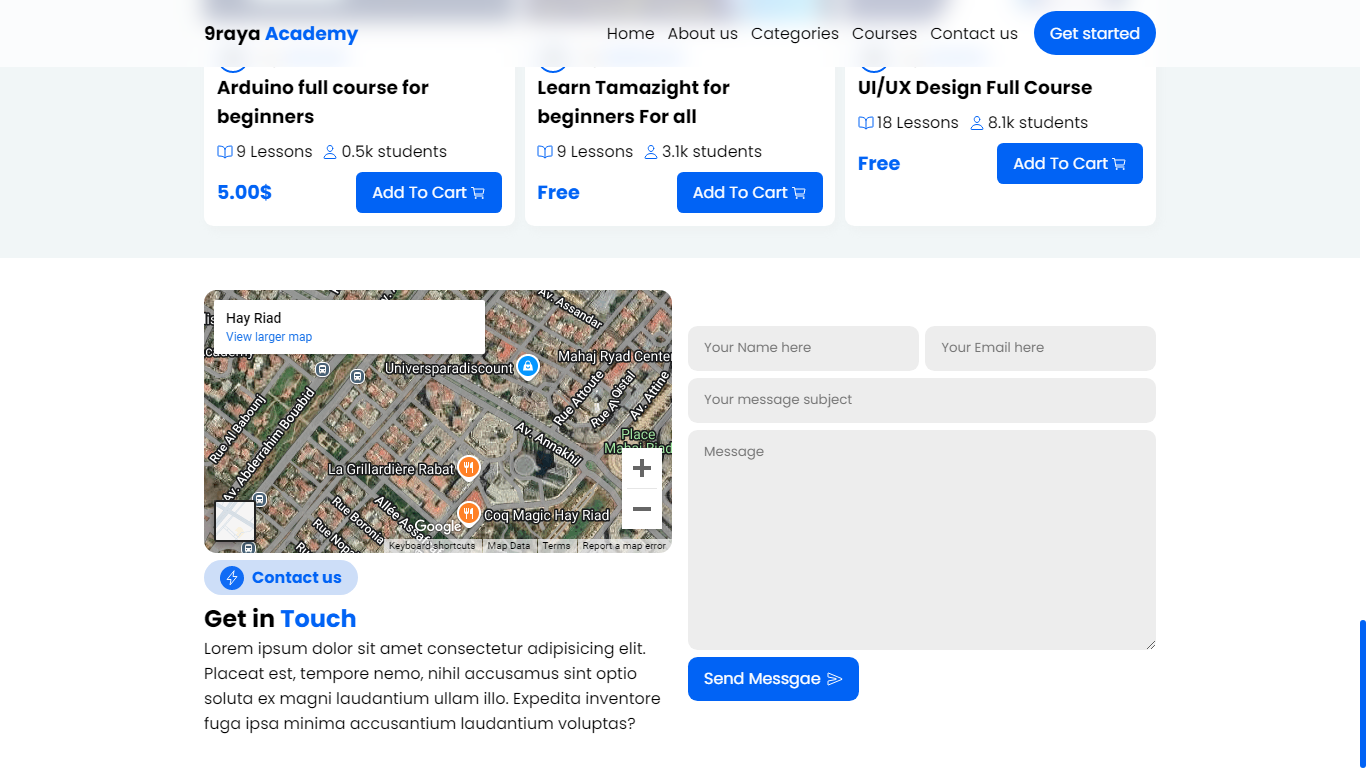 9raya Academy
Home About us Categories Courses Contact us Get started
Arduino full course for
beginners
9 Lessons 0.5k students
5.00$ Add To Cart
Learn Tamazight for
beginners For all
9 Lessons 3.1k students
Free Add To Cart
UI/UX Design Full Course
18 Lessons 8.1k students
Free Add To Cart
Hay Riad
View larger map
Av. Assandar
Universparadiscount
Mahaj Ryad Center
Rue Attoute
Rue Al Qistal
Av. Attine
Rue Al Babounj
Av. Abderrahim Bouabid
Av. Annakhil
Place
Mahaj Riad
La Grillardière Rabat
Rue Boronia
Coq Magic Hay Riad
Google
Keyboard shortcuts Map Data Terms Report a map error
Contact us
Get in Touch
Lorem ipsum dolor sit amet consectetur adipisicing elit.
Placeat est, tempore nemo, nihil accusamus sint optio
soluta ex magni laudantium ullam illo. Expedita inventore
fuga ipsa minima accusantium laudantium voluptas?
Your Name here
Your Email here
Your message subject
Message
Send Messgae